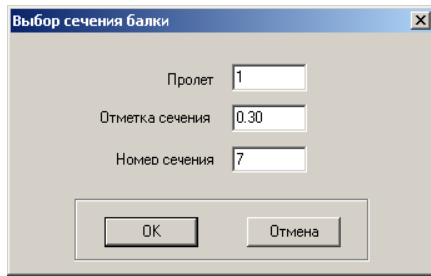 Выбор сечения балки
Пролет 1
Отметка сечения 0.30
Номер сечения 7
OK Отмена